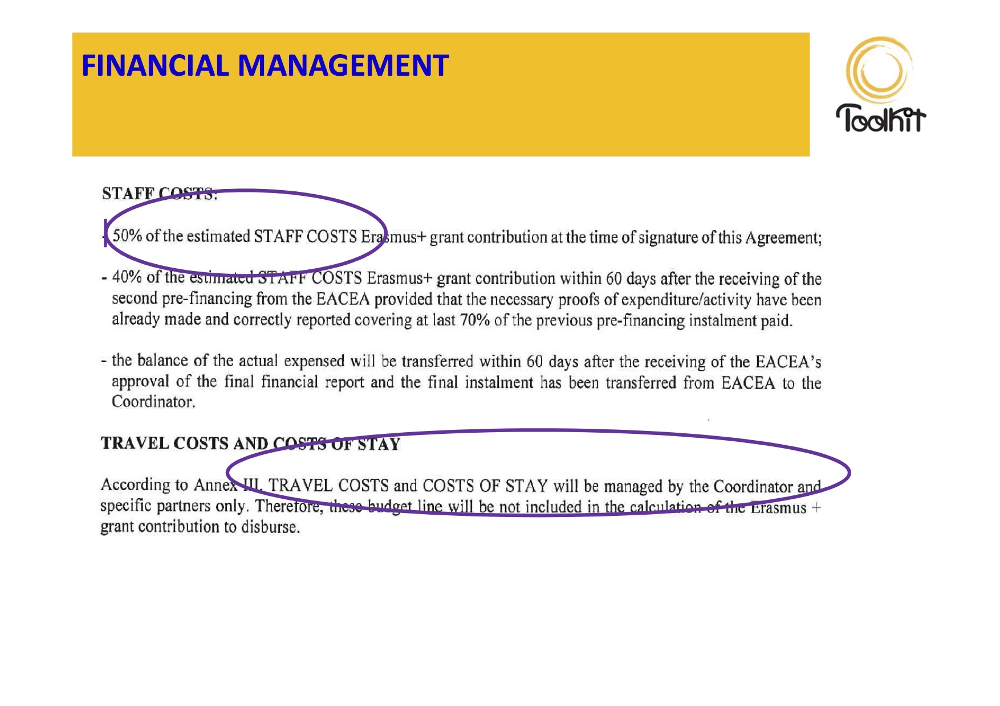 FINANCIAL MANAGEMENT
Toolkit
STAFF COSTS:
- 50% of the estimated STAFF COSTS Erasmus+ grant contribution at the time of signature of this Agreement;
- 40% of the estimated STAFF COSTS Erasmus+ grant contribution within 60 days after the receiving of the
second pre-financing from the EACEA provided that the necessary proofs of expenditure/activity have been
already made and correctly reported covering at last 70% of the previous pre-financing instalment paid.
- the balance of the actual expensed will be transferred within 60 days after the receiving of the EACEA's
approval of the final financial report and the final instalment has been transferred from EACEA to the
Coordinator.
TRAVEL COSTS AND COSTS OF STAY
According to Annex III, TRAVEL COSTS and COSTS OF STAY will be managed by the Coordinator and
specific partners only. Therefore, these budget line will be not included in the calculation of the Erasmus +
grant contribution to disburse.